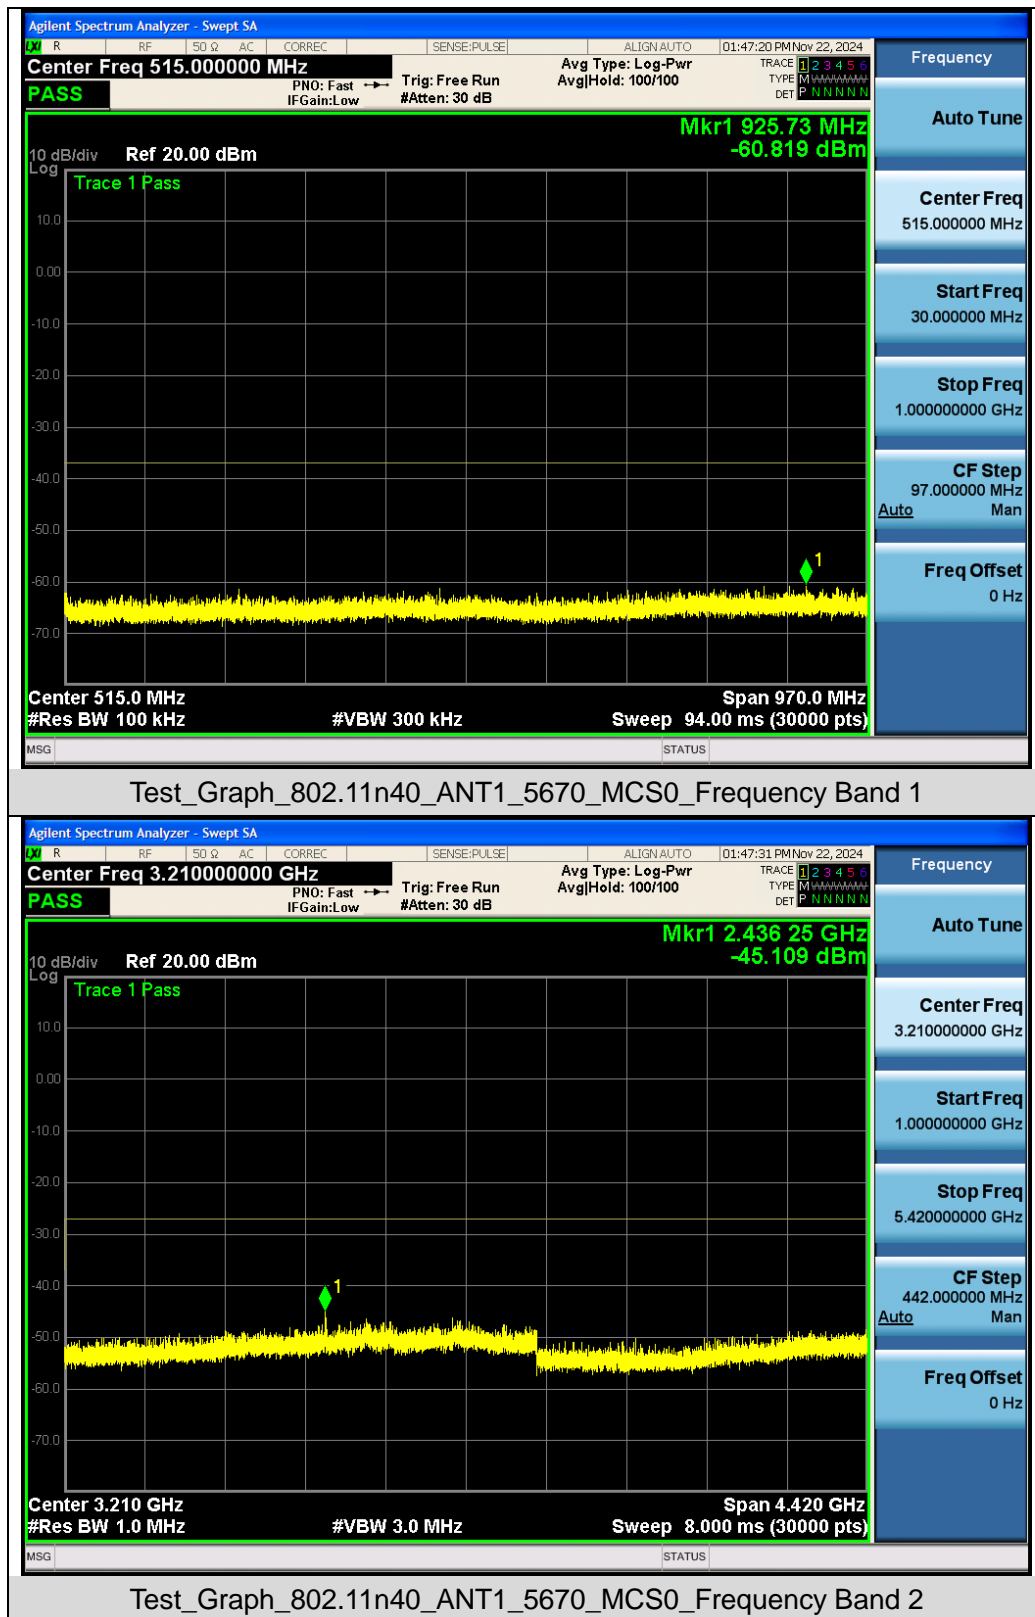 Agilent Spectrum Analyzer - Swept SA
LXI R RF 50 Ω AC CORREC SENSE:PULSE ALIGN AUTO 01:47:20 PM Nov 22, 2024
Center Freq 515.000000 MHz
PASS
PNO: Fast
IFGain:Low
Trig: Free Run
#Atten: 30 dB
Avg Type: Log-Pwr
Avg|Hold: 100/100
TRACE 1 2 3 4 5 6
TYPE M
DET P N N N N N
Mkr1 925.73 MHz
-60.819 dBm
10 dB/div Ref 20.00 dBm
Log
Trace 1 Pass
10.0
0.00
-10.0
-20.0
-30.0
-40.0
-50.0
-60.0
-70.0
1
Center 515.0 MHz Span 970.0 MHz
#Res BW 100 kHz #VBW 300 kHz Sweep 94.00 ms (30000 pts)
MSG STATUS
Frequency
Auto Tune
Center Freq
515.000000 MHz
Start Freq
30.000000 MHz
Stop Freq
1.000000000 GHz
CF Step
97.000000 MHz
Auto Man
Freq Offset
0 Hz
Test_Graph_802.11n40_ANT1_5670_MCS0_Frequency Band 1
Agilent Spectrum Analyzer - Swept SA
LXI R RF 50 Ω AC CORREC SENSE:PULSE ALIGN AUTO 01:47:31 PM Nov 22, 2024
Center Freq 3.210000000 GHz
PASS
PNO: Fast
IFGain:Low
Trig: Free Run
#Atten: 30 dB
Avg Type: Log-Pwr
Avg|Hold: 100/100
TRACE 1 2 3 4 5 6
TYPE M
DET P N N N N N
Mkr1 2.436 25 GHz
-45.109 dBm
10 dB/div Ref 20.00 dBm
Log
Trace 1 Pass
10.0
0.00
-10.0
-20.0
-30.0
-40.0
-50.0
-60.0
-70.0
1
Center 3.210 GHz Span 4.420 GHz
#Res BW 1.0 MHz #VBW 3.0 MHz Sweep 8.000 ms (30000 pts)
MSG STATUS
Frequency
Auto Tune
Center Freq
3.210000000 GHz
Start Freq
1.000000000 GHz
Stop Freq
5.420000000 GHz
CF Step
442.000000 MHz
Auto Man
Freq Offset
0 Hz
Test_Graph_802.11n40_ANT1_5670_MCS0_Frequency Band 2